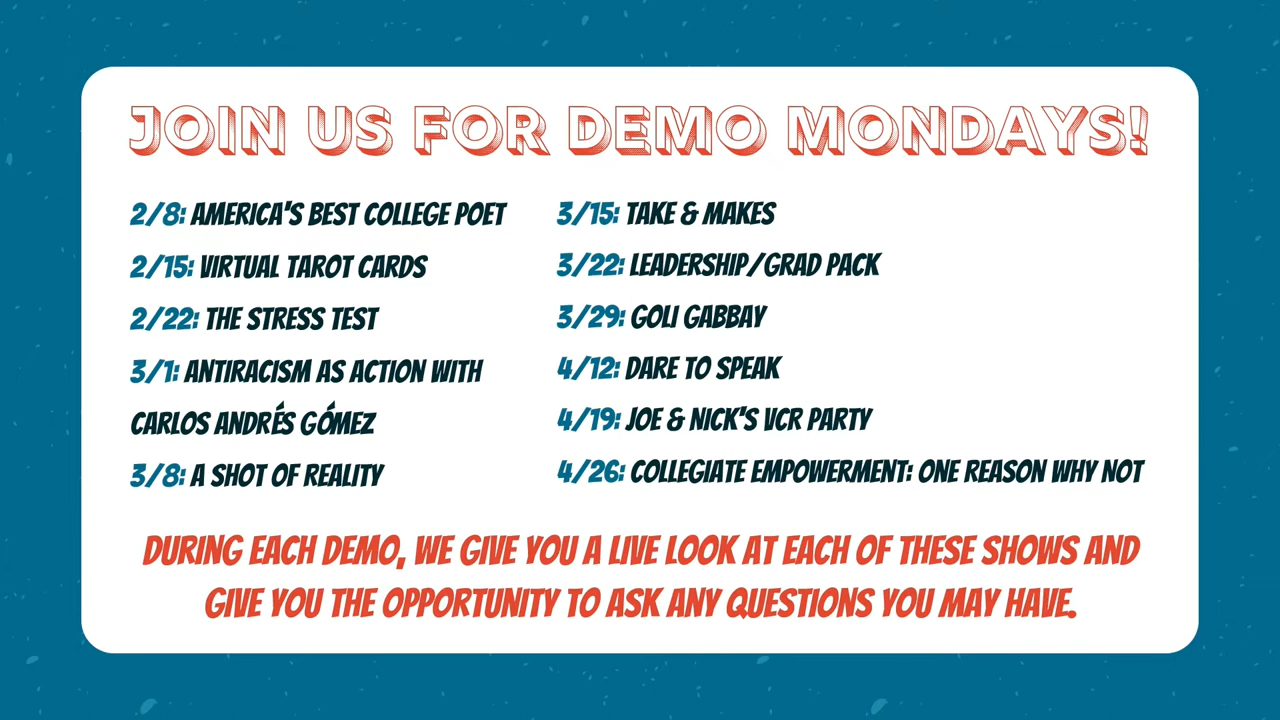 JOIN US FOR DEMO MONDAYS!
2/8: AMERICA'S BEST COLLEGE POET
2/15: VIRTUAL TAROT CARDS
2/22: THE STRESS TEST
3/1: ANTIRACISM AS ACTION WITH
CARLOS ANDRÉS GÓMEZ
3/8: A SHOT OF REALITY
3/15: TAKE & MAKES
3/22: LEADERSHIP/GRAD PACK
3/29: GOLI GABBAY
4/12: DARE TO SPEAK
4/19: JOE & NICK'S VCR PARTY
4/26: COLLEGIATE EMPOWERMENT: ONE REASON WHY NOT
DURING EACH DEMO, WE GIVE YOU A LIVE LOOK AT EACH OF THESE SHOWS AND
GIVE YOU THE OPPORTUNITY TO ASK ANY QUESTIONS YOU MAY HAVE.